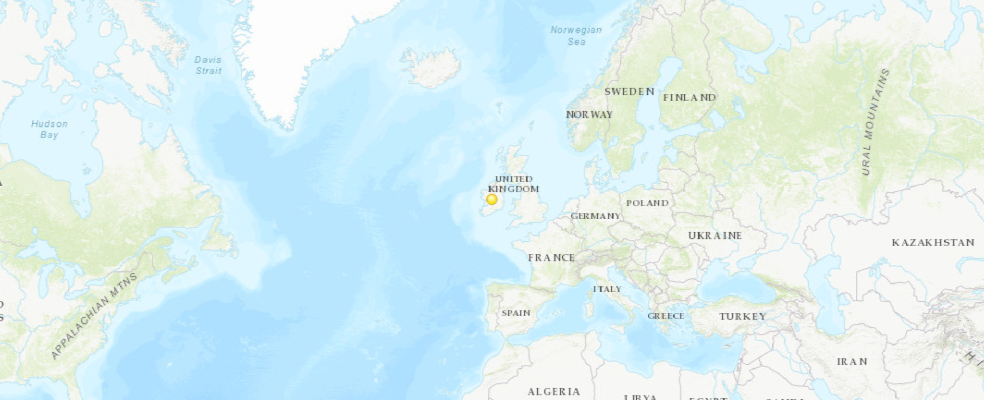 Norwegian
Sea
Davis
Strait
SWEDEN
FINLAND
NORWAY
Hudson
Bay
URAL MOUNTAINS
UNITED
KINGDOM
POLAND
GERMANY
UKRAINE
KAZAKHSTAN
FRANCE
ITALY
APPALACHIAN MTNS
SPAIN
GREECE
TURKEY
IRAN
ALGERIA
LIBYA
EGYPT